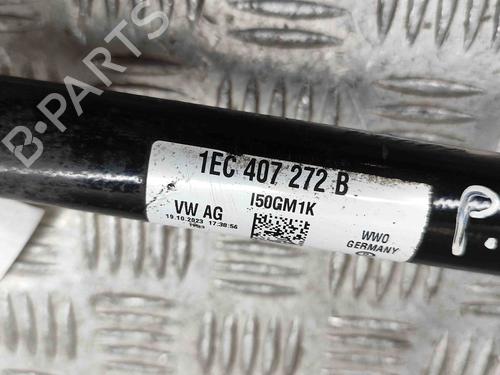 B-PARTS
1EC 407 272 B
VW AG I50GM1K
19.10.2023 17:38:56
WWO
GERMANY
P.